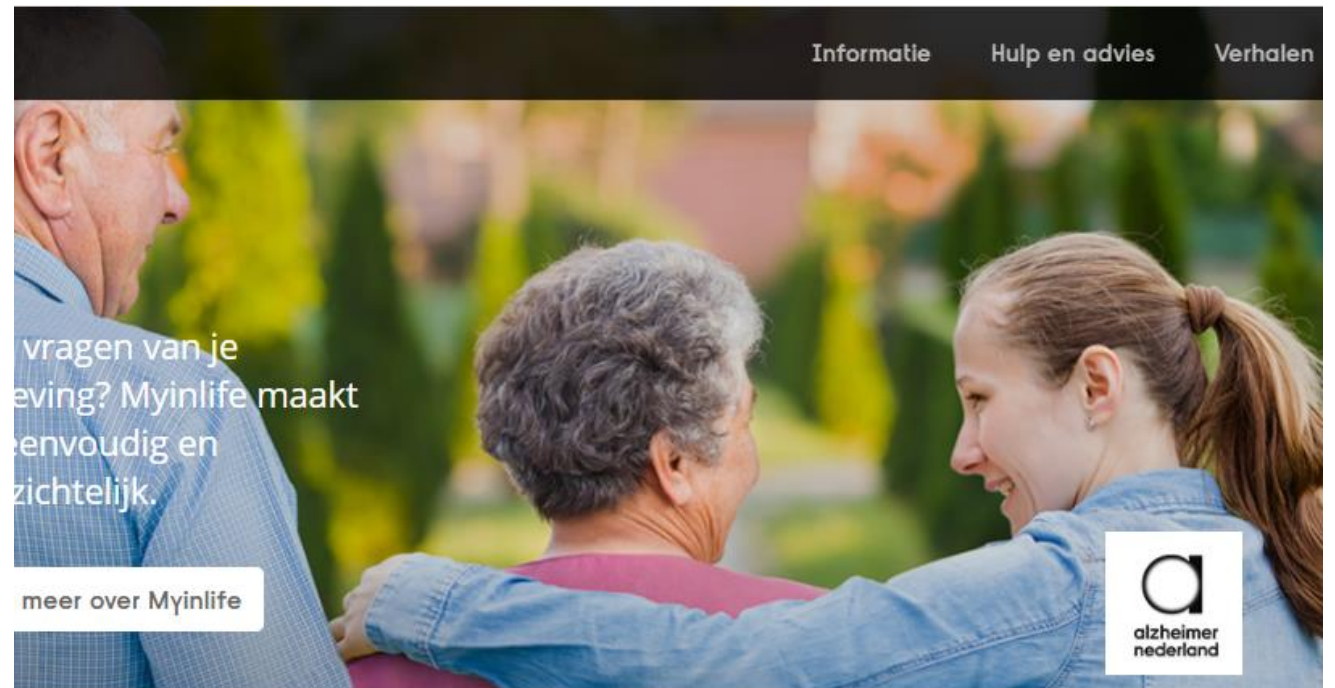 Informatie Hulp en advies Verhalen
vragen van je
eving? Myinlife maakt
eenvoudig en
zichtelijk.
meer over Myinlife
alzheimer
nederland